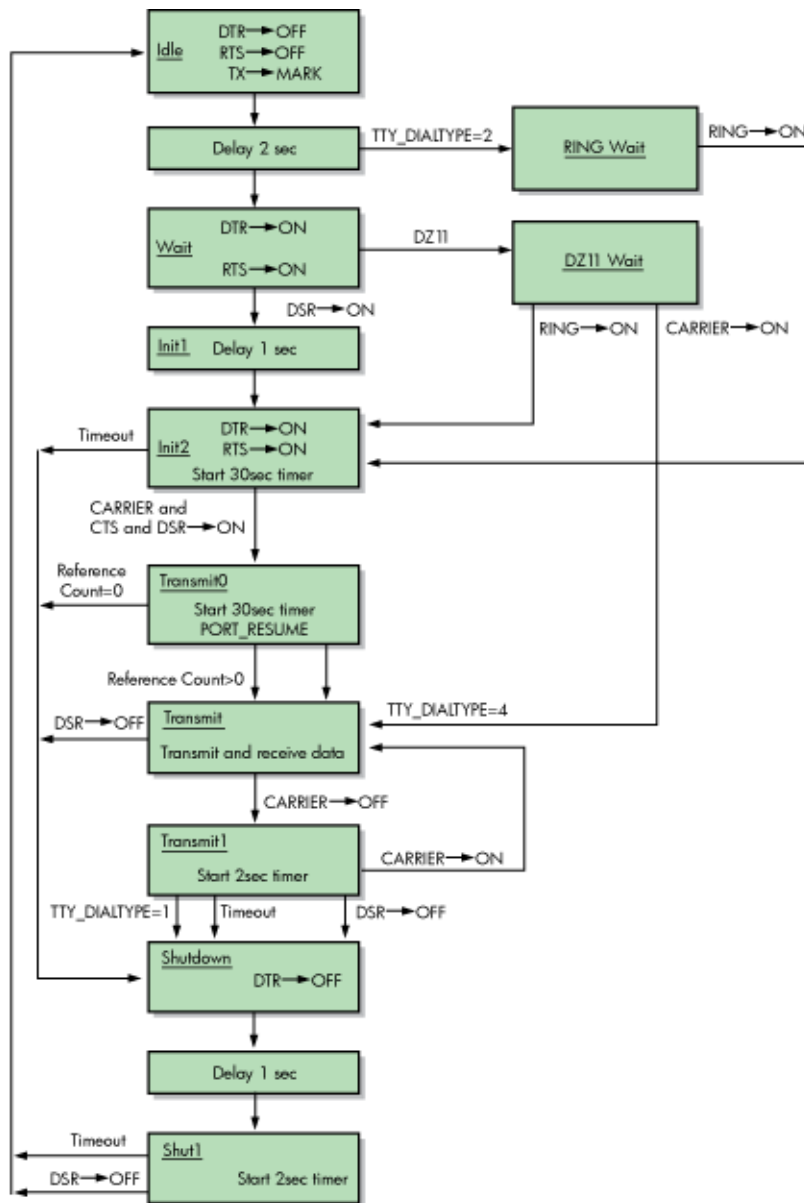 DTR→OFF
Idle RTS→OFF
TX→MARK
Delay 2 sec
TTY_DIALTYPE=2
RING Wait
RING→ON
DTR→ON
Wait
RTS→ON
DZ11
DZ11 Wait
DSR→ON
RING→ON
CARRIER→ON
Init1 Delay 1 sec
Timeout
DTR→ON
Init2 RTS→ON
Start 30sec timer
CARRIER and
CTS and DSR→ON
Reference
Count=0
Transmit0
Start 30sec timer
PORT_RESUME
Reference Count>0
DSR→OFF
Transmit
Transmit and receive data
TTY_DIALTYPE=4
CARRIER→OFF
Transmit1
Start 2sec timer
CARRIER→ON
TTY_DIALTYPE=1
Timeout
DSR→OFF
Shutdown
DTR→OFF
Delay 1 sec
Timeout
DSR→OFF
Shut1
Start 2sec timer